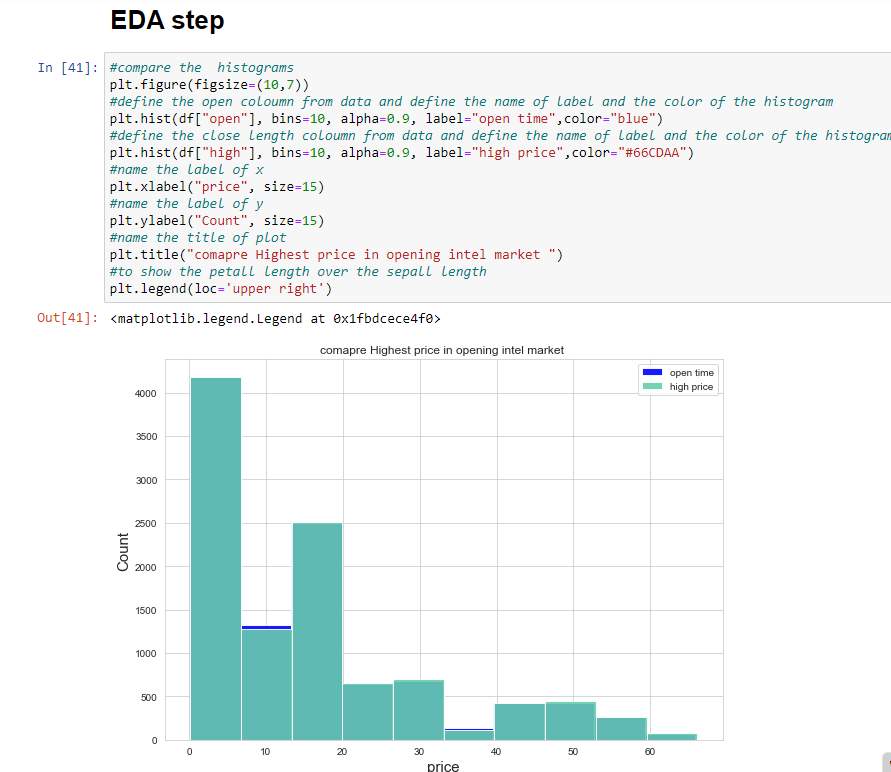 EDA step
In [41]: #compare the  histograms
plt.figure(figsize=(10,7))
#define the open coloumn from data and define the name of label and the color of the histogram
plt.hist(df["open"], bins=10, alpha=0.9, label="open time",color="blue")
#define the close length coloumn from data and define the name of label and the color of the histogram
plt.hist(df["high"], bins=10, alpha=0.9, label="high price",color="#66CDAA")
#name the label of x
plt.xlabel("price", size=15)
#name the label of y
plt.ylabel("Count", size=15)
#name the title of plot
plt.title("comapre Highest price in opening intel market ")
#to show the petall length over the sepall length
plt.legend(loc='upper right')
Out[41]: <matplotlib.legend.Legend at 0x1fbdcece4f0>
comapre Highest price in opening intel market
open time
high price
4000
3500
3000
2500
2000
1500
1000
500
0
Count
0 10 20 30 40 50 60
price